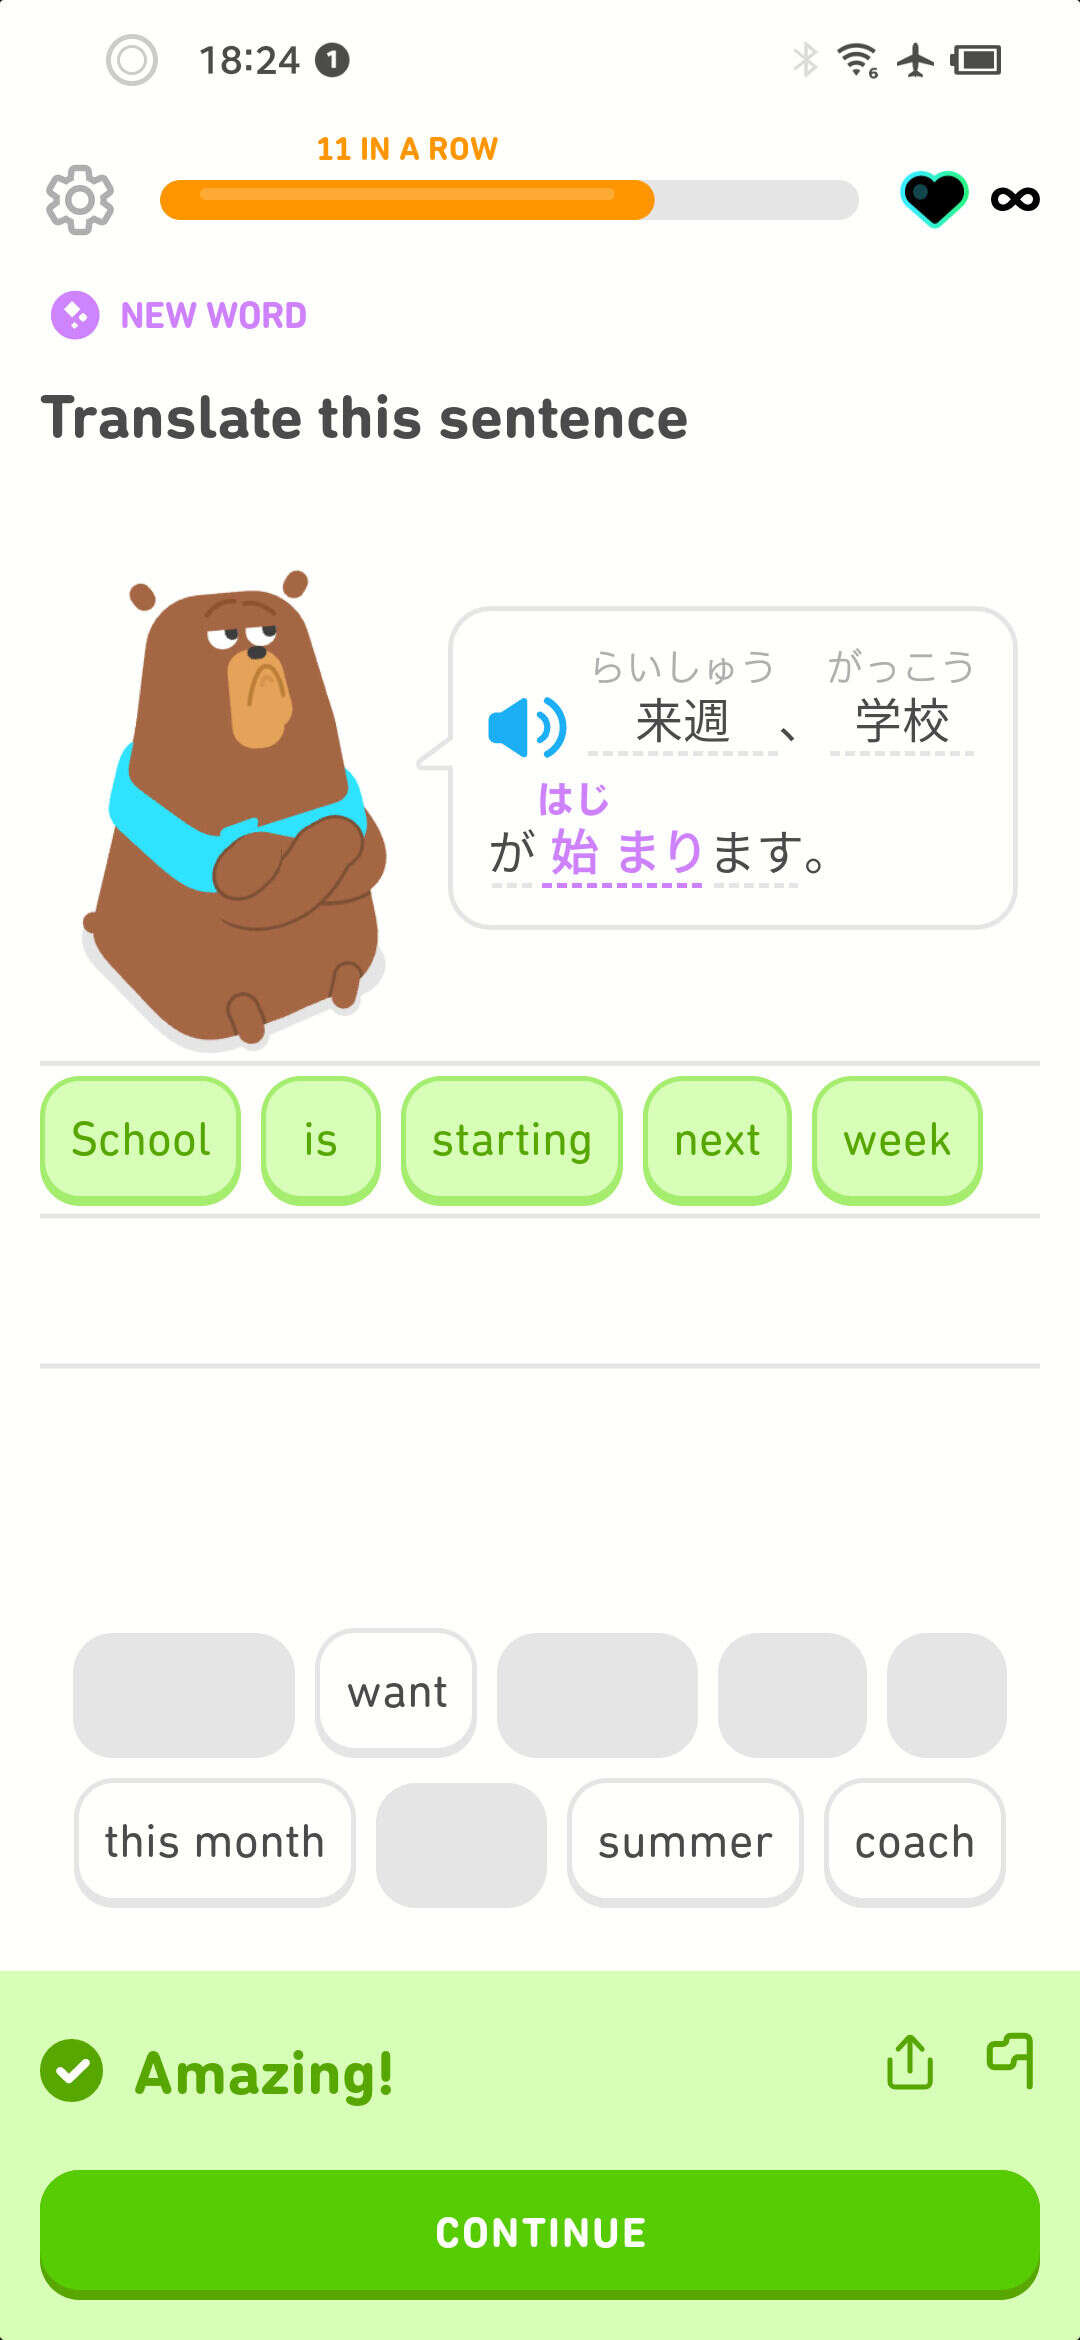 18:24 1
6
11 IN A ROW
∞
NEW WORD
Translate this sentence
らいしゅう がっこう
来週、学校
はじ
が始まります。
School is starting next week
want
this month summer coach
Amazing!
CONTINUE